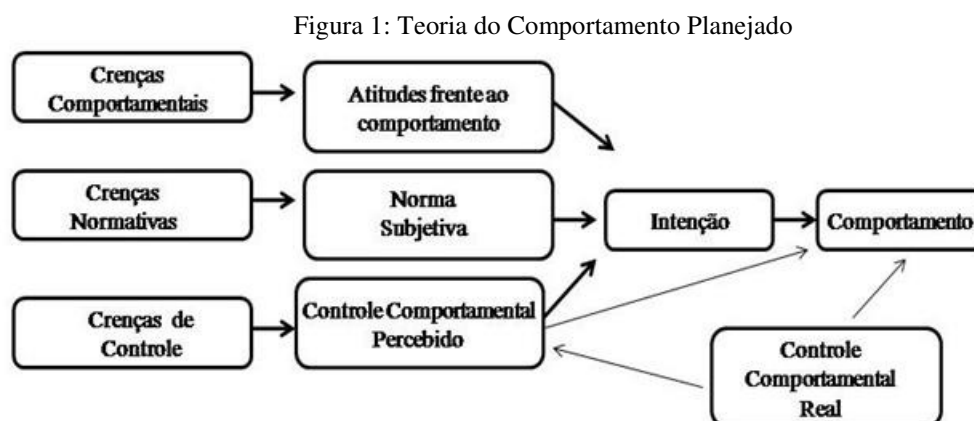 Figura 1: Teoria do Comportamento Planejado
Crenças
Comportamentais
Atitudes frente ao
comportamento
Crenças
Normativas
Norma
Subjetiva
Intenção
Comportamento
Crenças de
Controle
Controle Comportamental
Percebido
Controle
Comportamental
Real